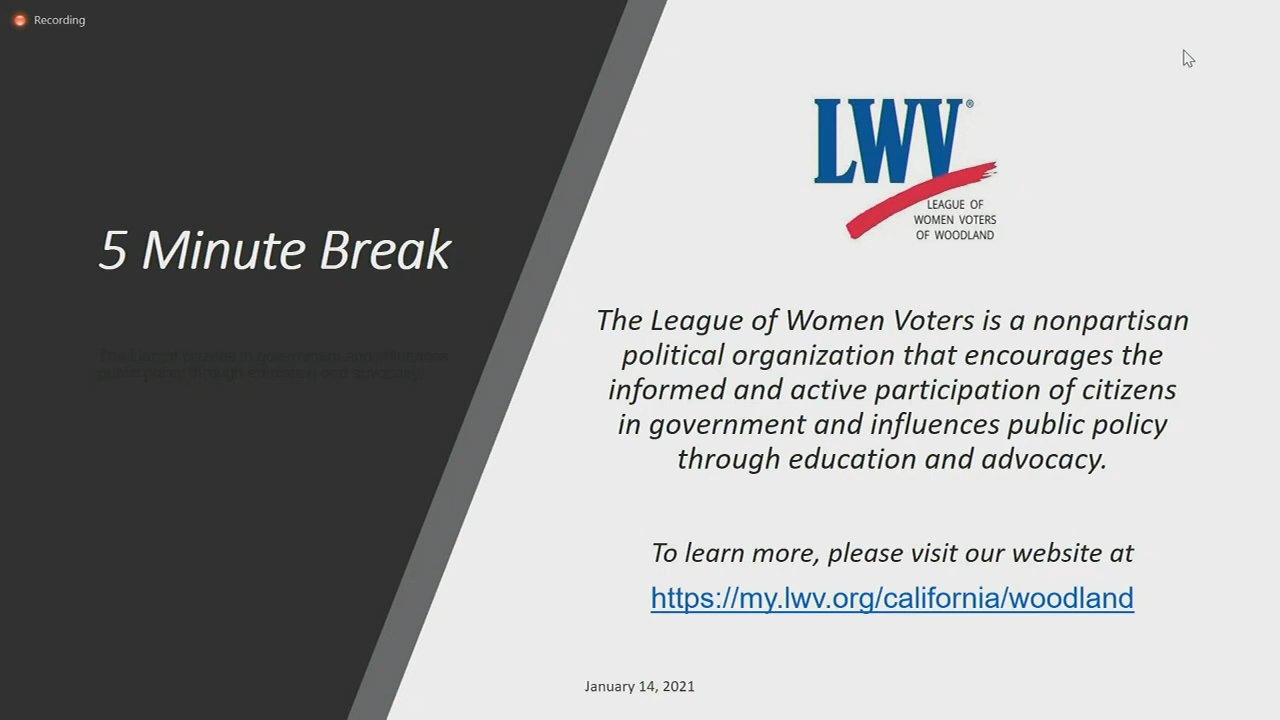 Recording
5 Minute Break
LWV®
LEAGUE OF
WOMEN VOTERS
OF WOODLAND
The League of Women Voters is a nonpartisan
political organization that encourages the
informed and active participation of citizens
in government and influences public policy
through education and advocacy.
To learn more, please visit our website at
https://my.lwv.org/california/woodland
January 14, 2021